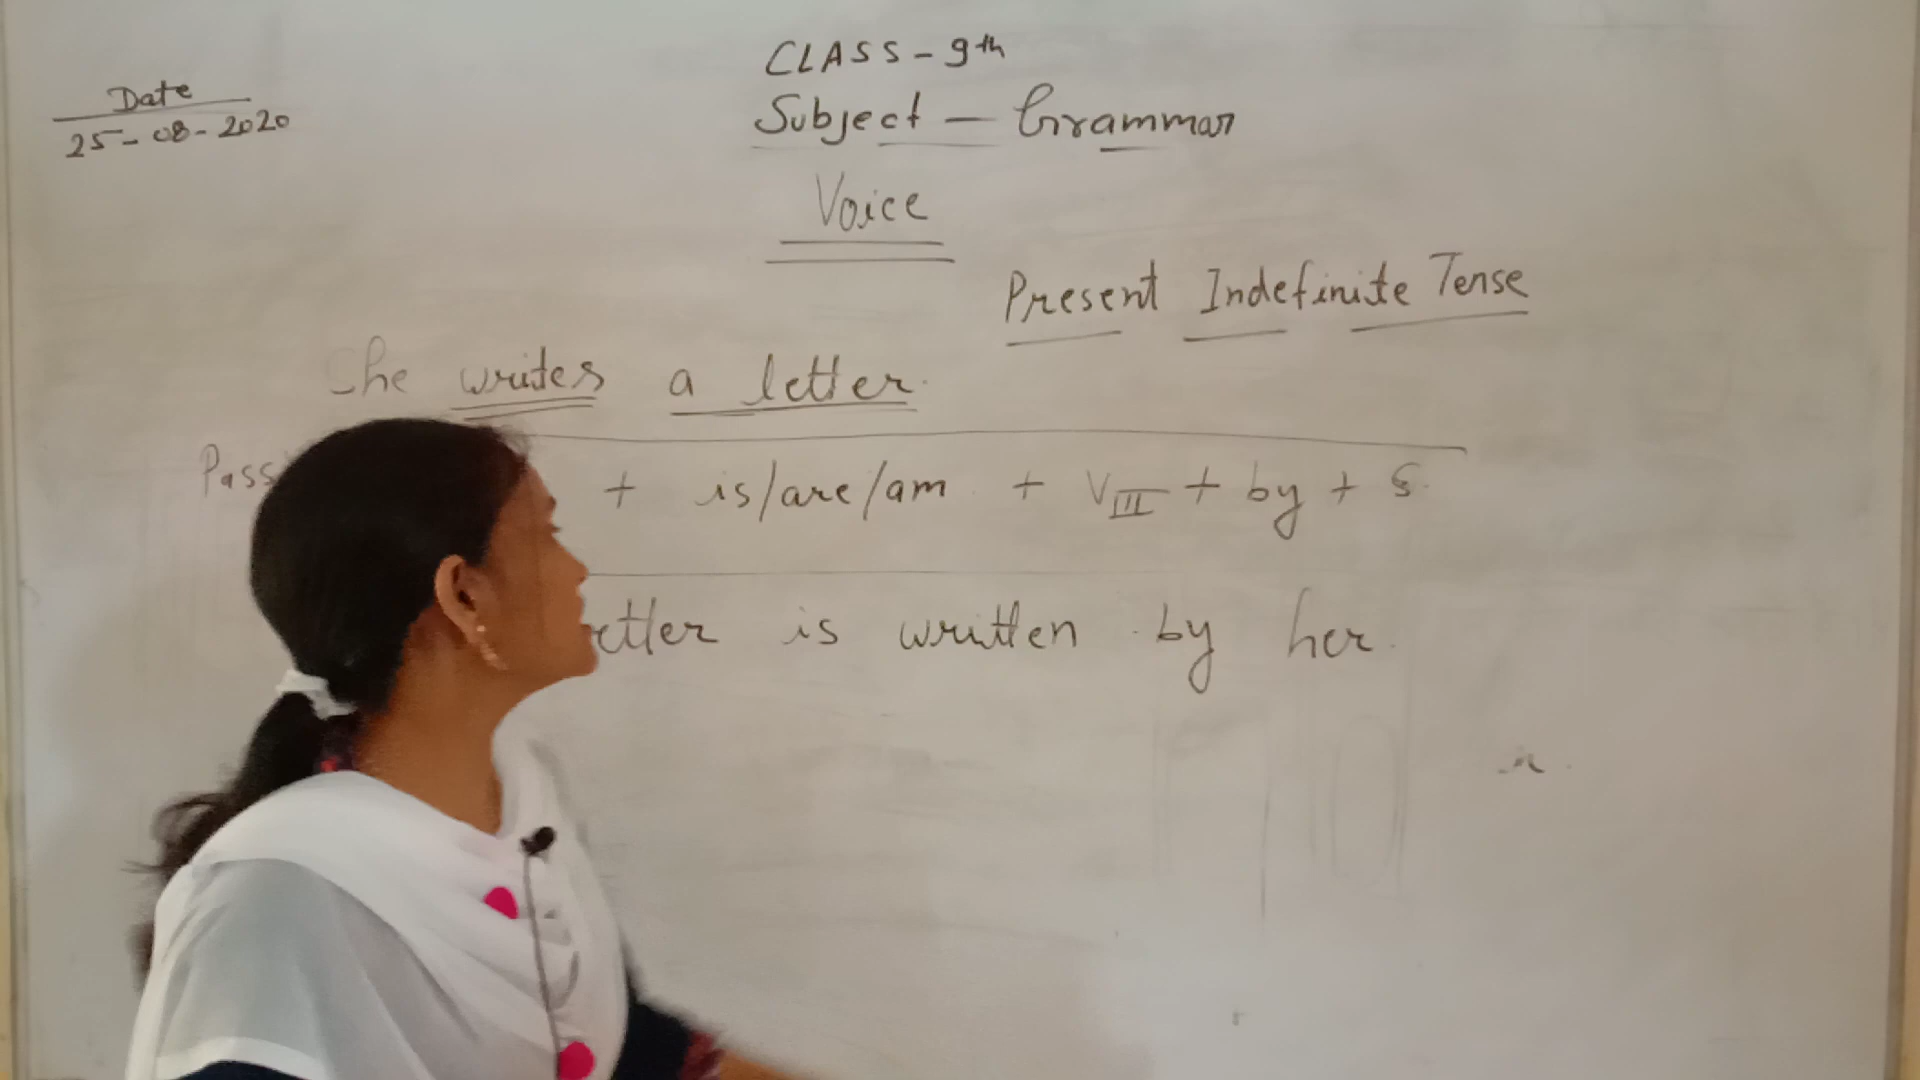 CLASS - 9th
Date
25-08-2020
Subject - Grammar
Voice
Present Indefinite Tense
She writes a letter.
+ is/are/am + VIII + by + S.
is written by her.